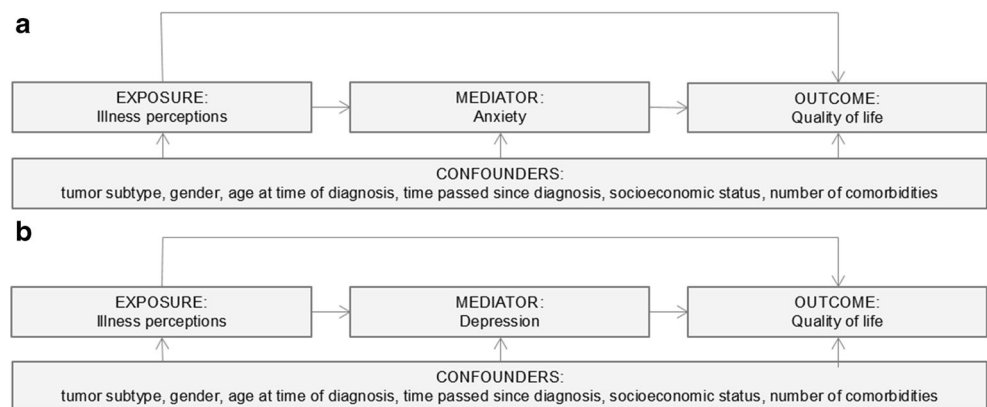 a
EXPOSURE:
Illness perceptions
MEDIATOR:
Anxiety
OUTCOME:
Quality of life
CONFOUNDERS:
tumor subtype, gender, age at time of diagnosis, time passed since diagnosis, socioeconomic status, number of comorbidities
b
EXPOSURE:
Illness perceptions
MEDIATOR:
Depression
OUTCOME:
Quality of life
CONFOUNDERS:
tumor subtype, gender, age at time of diagnosis, time passed since diagnosis, socioeconomic status, number of comorbidities